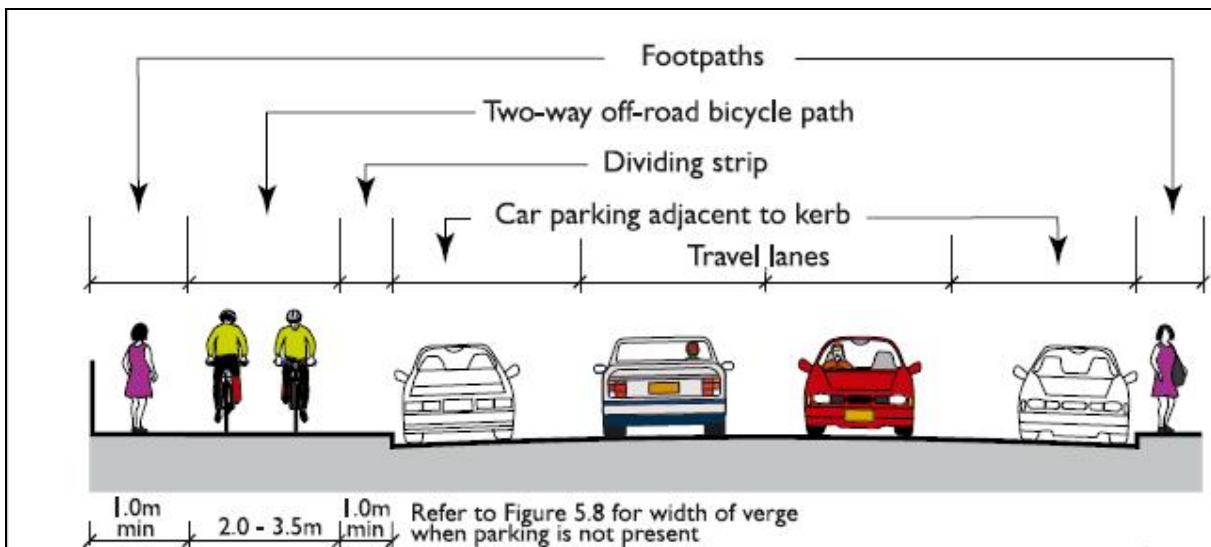 Footpaths
Two-way off-road bicycle path
Dividing strip
Car parking adjacent to kerb
Travel lanes
1.0m
min
2.0 - 3.5m
1.0m
min
Refer to Figure 5.8 for width of verge
when parking is not present